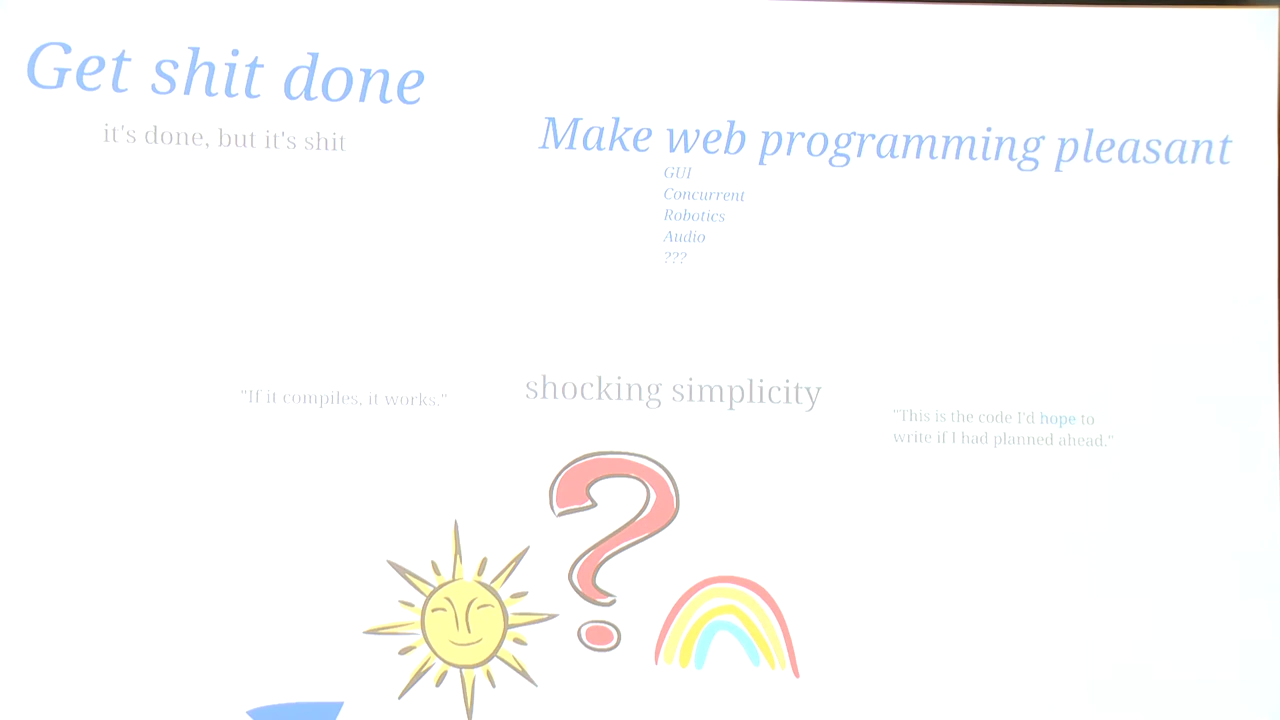 Get shit done
it's done, but it's shit
Make web programming pleasant
GUI
Concurrent
Robotics
Audio
???
"If it compiles, it works."
shocking simplicity
"This is the code I'd hope to
write if I had planned ahead."
?